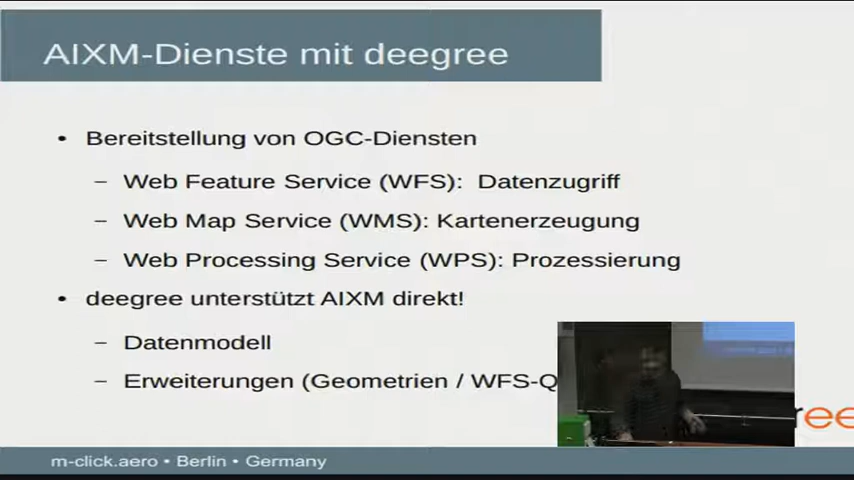 AIXM-Dienste mit deegree
• Bereitstellung von OGC-Diensten
– Web Feature Service (WFS): Datenzugriff
– Web Map Service (WMS): Kartenerzeugung
– Web Processing Service (WPS): Prozessierung
• deegree unterstützt AIXM direkt!
– Datenmodell
– Erweiterungen (Geometrien / WFS-Q
ree
m-click.aero • Berlin • Germany